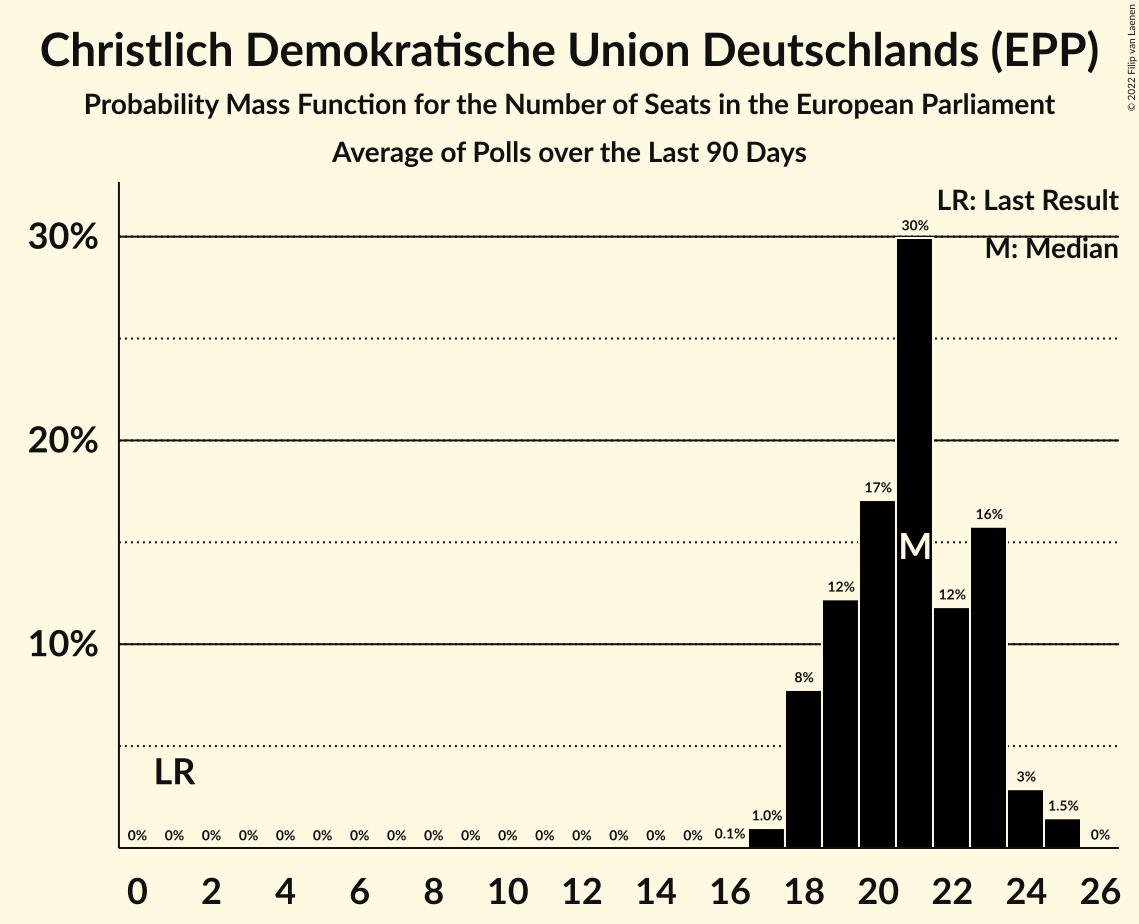 Christlich Demokratische Union Deutschlands (EPP)
Probability Mass Function for the Number of Seats in the European Parliament
Average of Polls over the Last 90 Days
© 2022 Filip van Laenen
LR: Last Result
M: Median
30%
20%
10%
30%
17%
16%
M
12%
12%
8%
LR
3%
1.5%
1.0%
0% 0% 0% 0% 0% 0% 0% 0% 0% 0% 0% 0% 0% 0% 0% 0% 0.1% 0%
0 2 4 6 8 10 12 14 16 18 20 22 24 26